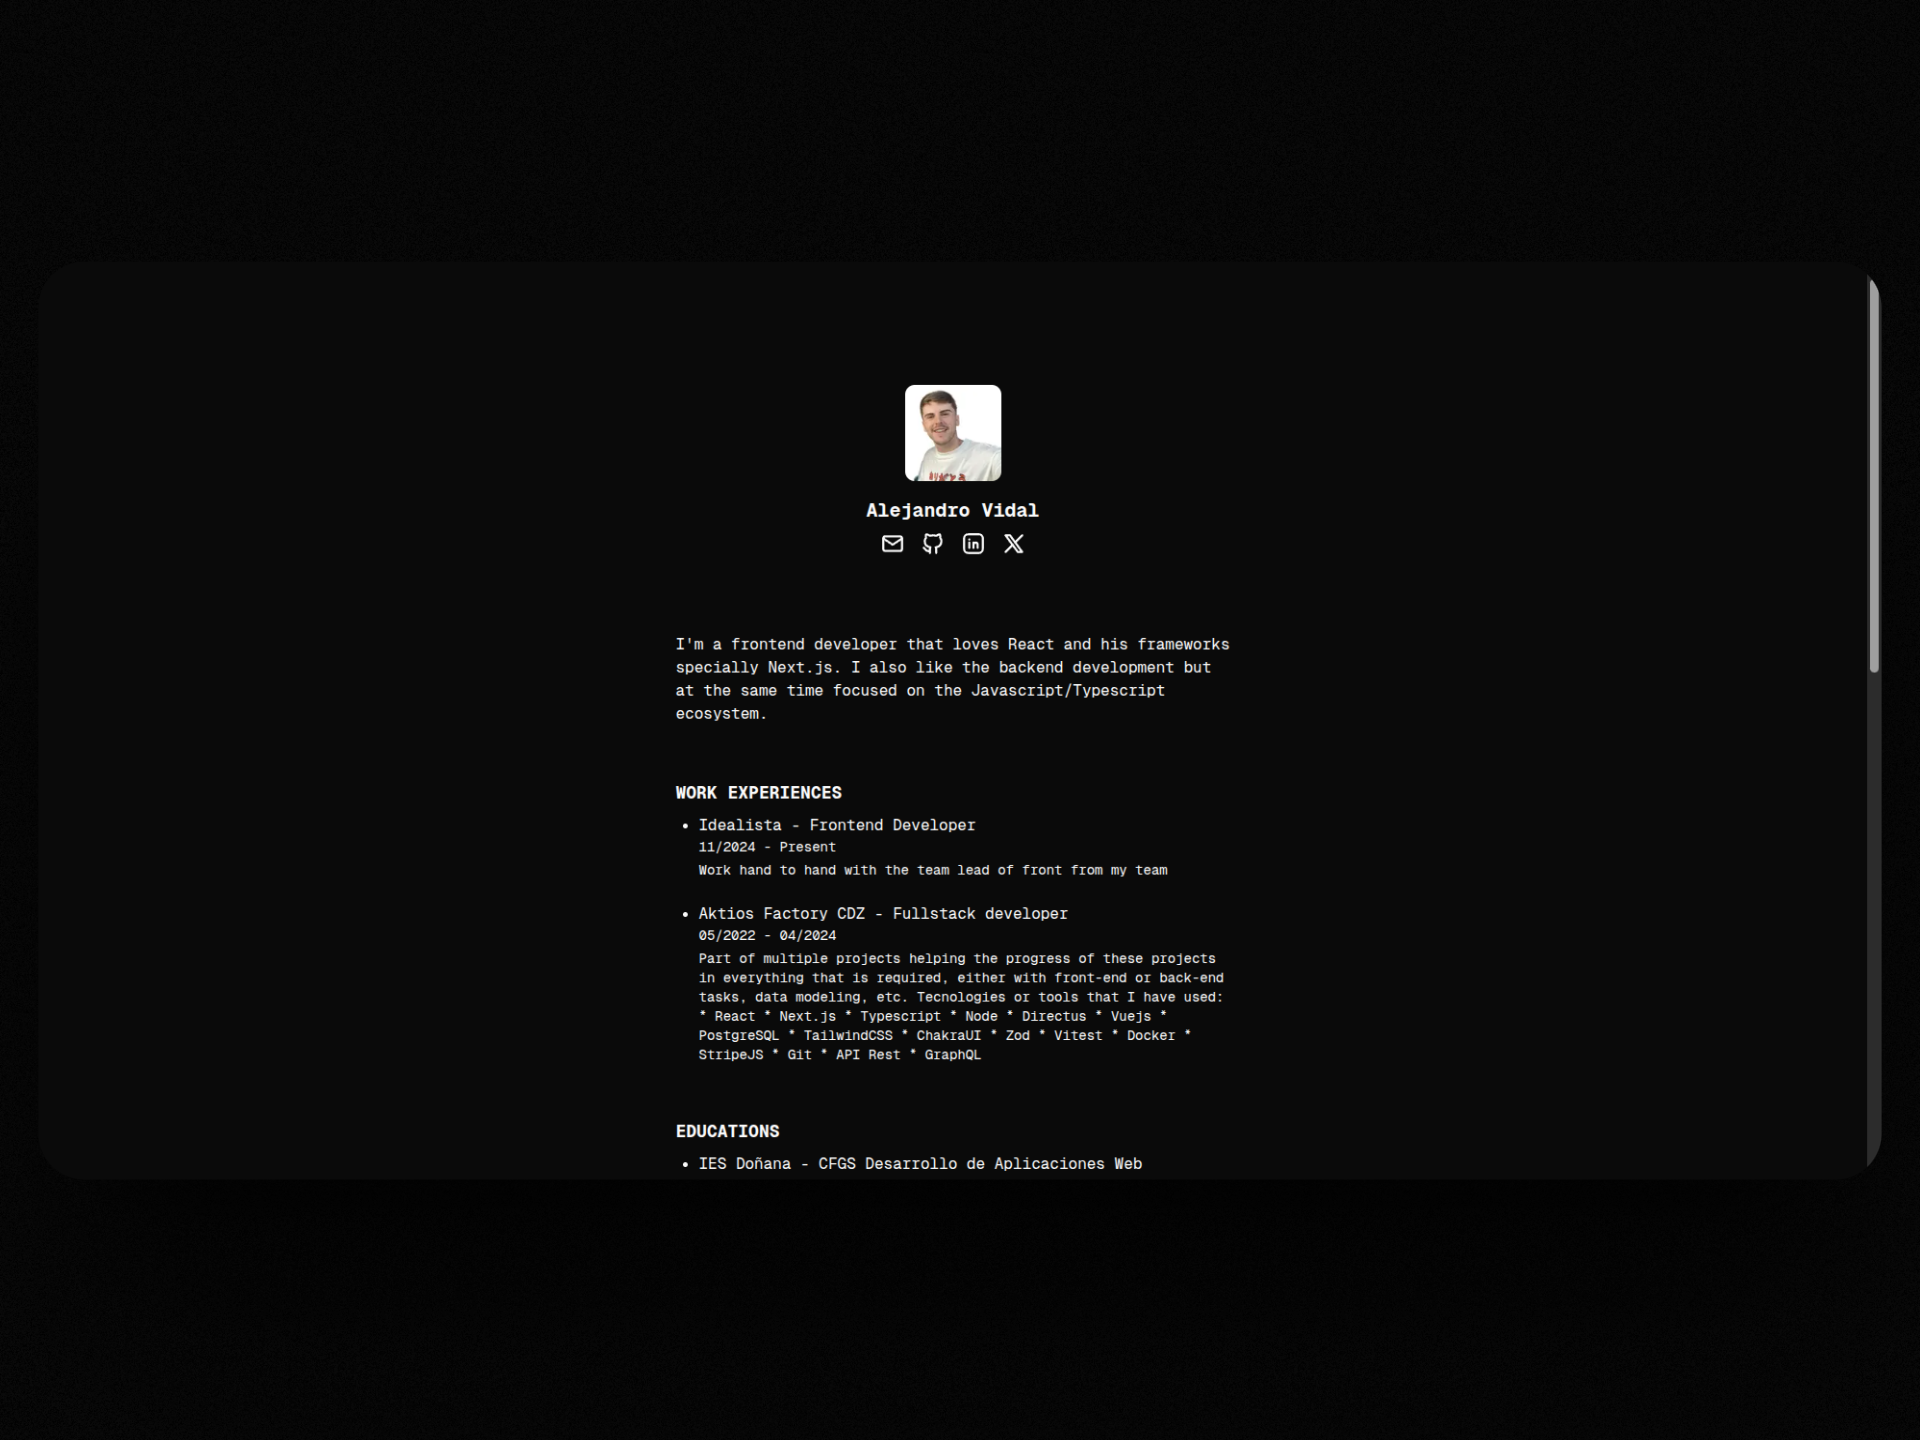 Alejandro Vidal
I'm a frontend developer that loves React and his frameworks
specially Next.js. I also like the backend development but
at the same time focused on the Javascript/Typescript
ecosystem.
WORK EXPERIENCES
• Idealista - Frontend Developer
11/2024 - Present
Work hand to hand with the team lead of front from my team
• Aktios Factory CDZ - Fullstack developer
05/2022 - 04/2024
Part of multiple projects helping the progress of these projects
in everything that is required, either with front-end or back-end
tasks, data modeling, etc. Tecnologies or tools that I have used:
* React * Next.js * Typescript * Node * Directus * Vuejs *
PostgreSQL * TailwindCSS * ChakraUI * Zod * Vitest * Docker *
StripeJS * Git * API Rest * GraphQL
EDUCATIONS
• IES Doñana - CFGS Desarrollo de Aplicaciones Web